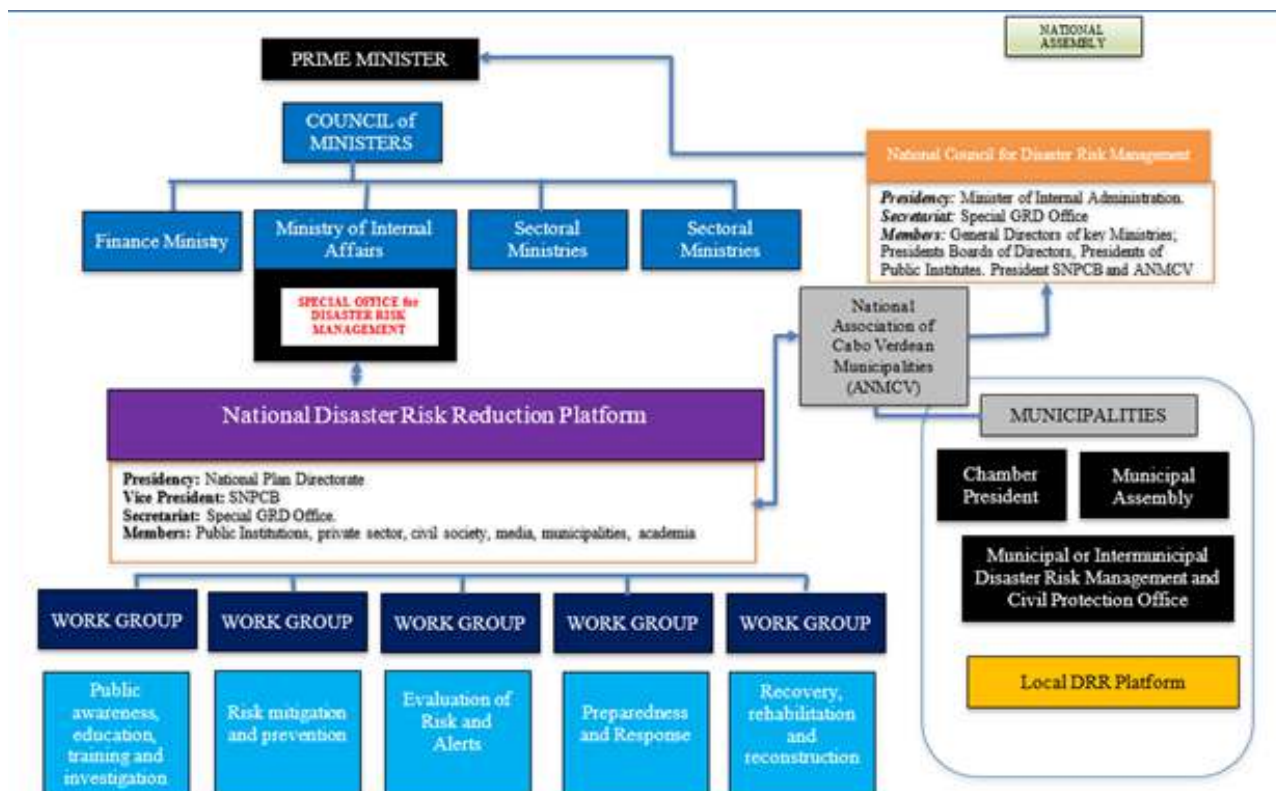 NATIONAL
ASSEMBLY
PRIME MINISTER
COUNCIL of
MINISTERS
National Council for Disaster Risk Management
Presidency: Minister of Internal Administration.
Secretariat: Special GRD Office
Members: General Directors of key Ministries;
Presidents Boards of Directors, Presidents of
Public Institutes. President SNPCB and ANMCV
Finance Ministry
Ministry of Internal
Affairs
Sectoral
Ministries
Sectoral
Ministries
SPECIAL OFFICE for
DISASTER RISK
MANAGEMENT
National
Association of
Cabo Verdean
Municipalities
(ANMCV)
National Disaster Risk Reduction Platform
Presidency: National Plan Directorate
Vice President: SNPCB
Secretariat: Special GRD Office.
Members: Public Institutions, private sector, civil society, media, municipalities, academia
MUNICIPALITIES
Chamber
President
Municipal
Assembly
Municipal or Intermunicipal
Disaster Risk Management and
Civil Protection Office
Local DRR Platform
WORK GROUP
WORK GROUP
WORK GROUP
WORK GROUP
WORK GROUP
Public
awareness,
education,
training and
investigation
Risk mitigation
and prevention
Evaluation of
Risk and
Alerts
Preparedness
and Response
Recovery,
rehabilitation
and
reconstruction